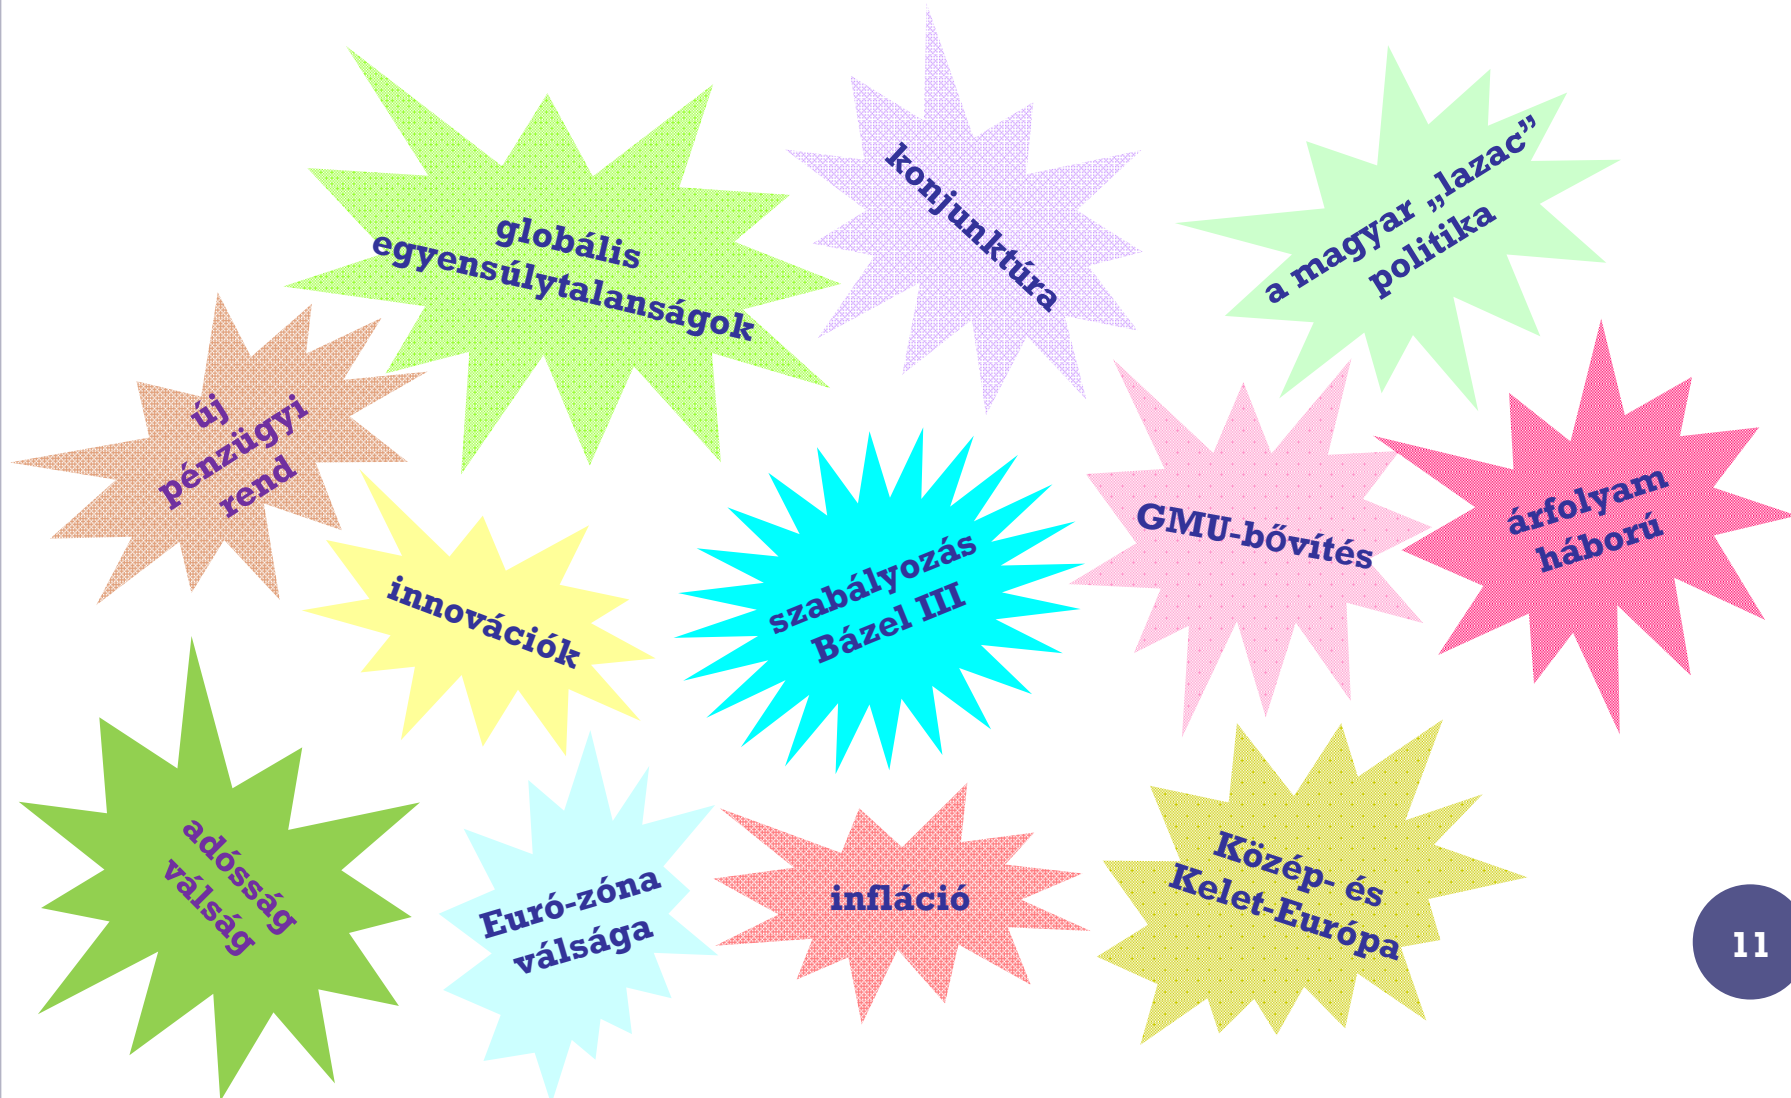 globális
egyensúlytalanságok
konjunktúra
a magyar „lazac”
politika
új
pénzügyi
rend
innovációk
szabályozás
Bázel III
GMU-bővítés
árfolyam
háború
adósság
válság
Euró-zóna
válsága
infláció
Közép- és
Kelet-Európa
11